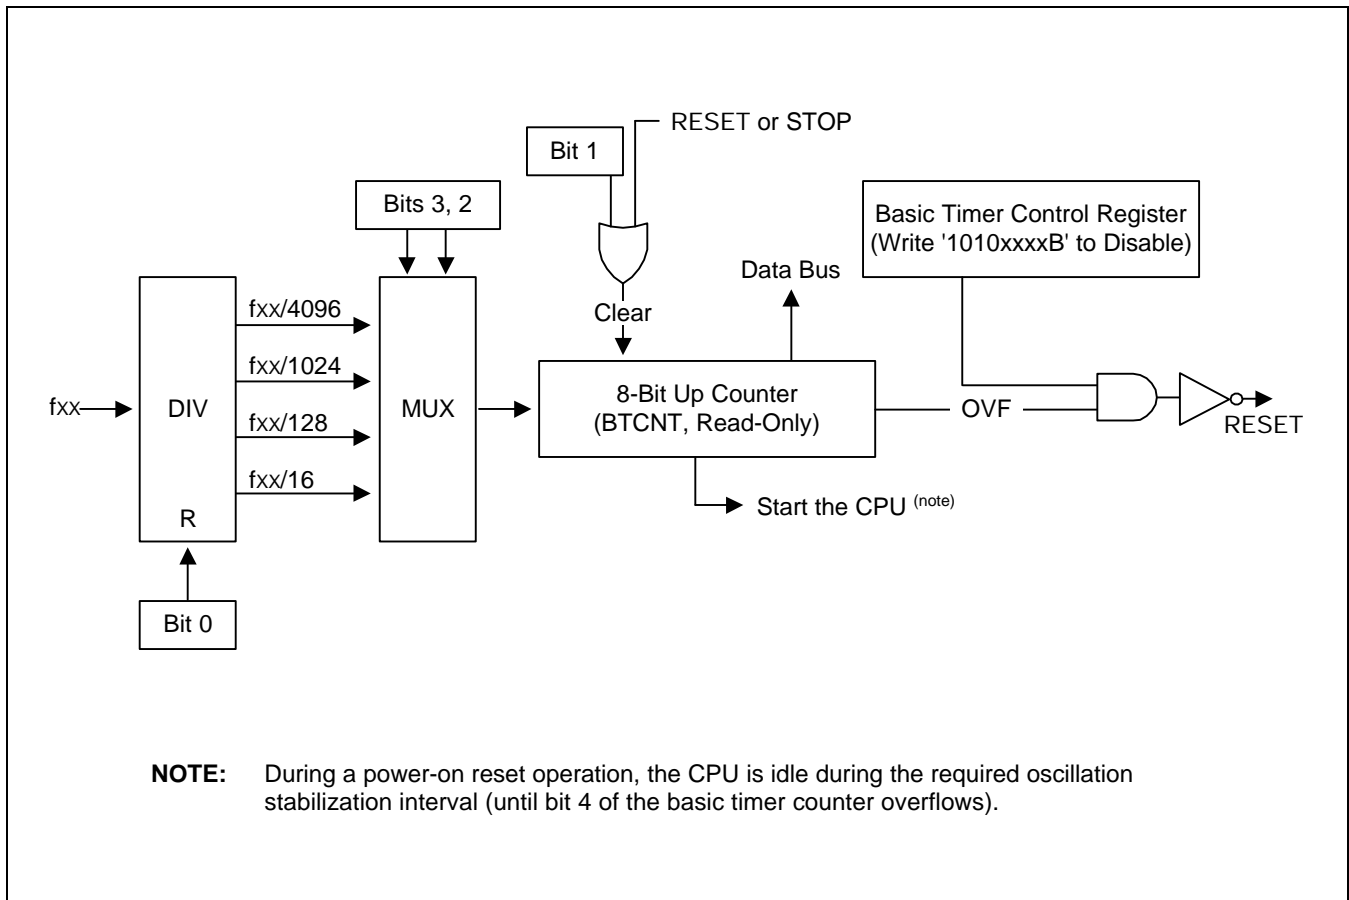 RESET or STOP
Bit 1
Bits 3, 2
Basic Timer Control Register
(Write '1010xxxxB' to Disable)
Data Bus
fxx/4096
Clear
fxx/1024
8-Bit Up Counter
(BTCNT, Read-Only)
fxx
DIV
MUX
OVF
RESET
fxx/128
fxx/16
Start the CPU (note)
R
Bit 0
NOTE: During a power-on reset operation, the CPU is idle during the required oscillation
stabilization interval (until bit 4 of the basic timer counter overflows).